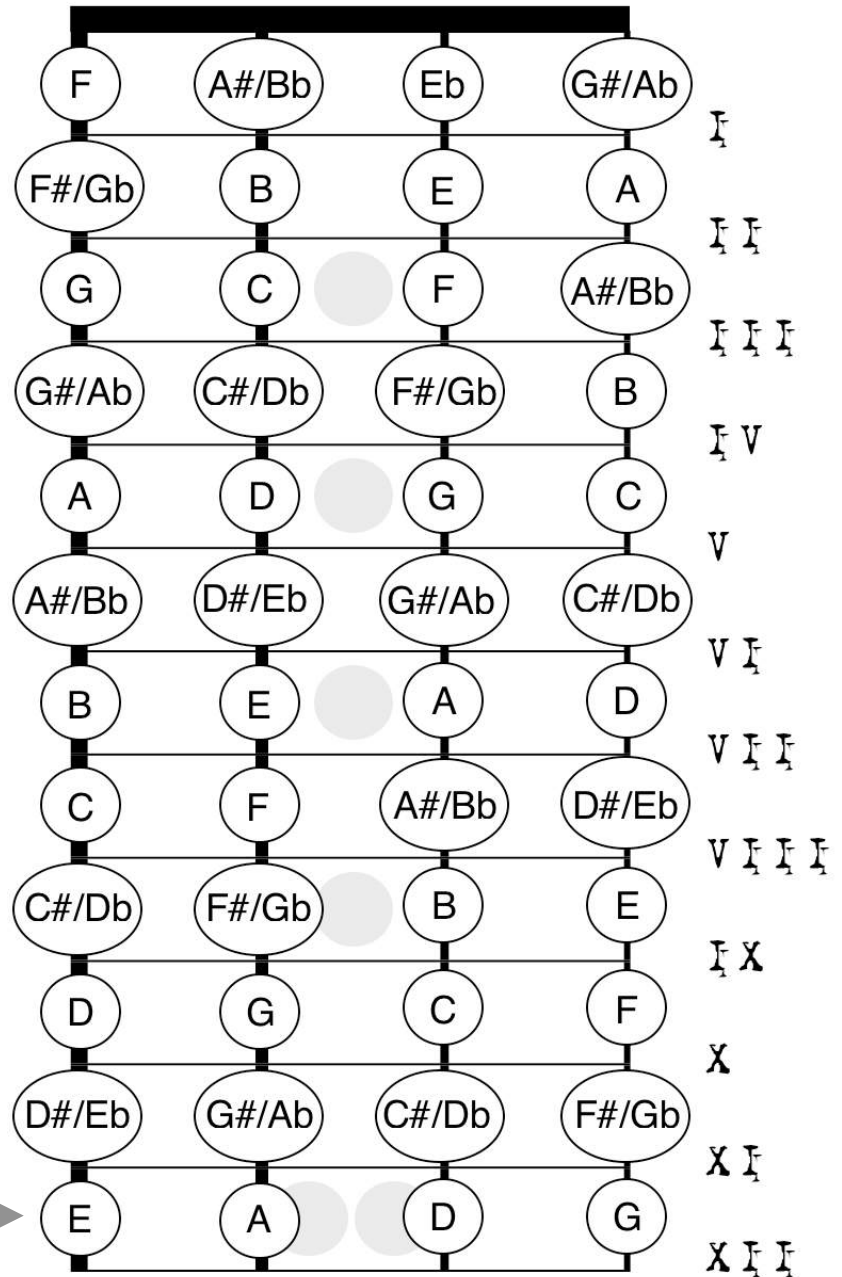 F A#/Bb Eb G#/Ab
I
F#/Gb B E A
II
G C F A#/Bb
III
G#/Ab C#/Db F#/Gb B
IV
A D G C
V
A#/Bb D#/Eb G#/Ab C#/Db
VI
B E A D
VII
C F A#/Bb D#/Eb
VIII
C#/Db F#/Gb B E
IX
D G C F
X
D#/Eb G#/Ab C#/Db F#/Gb
XI
E A D G
XII